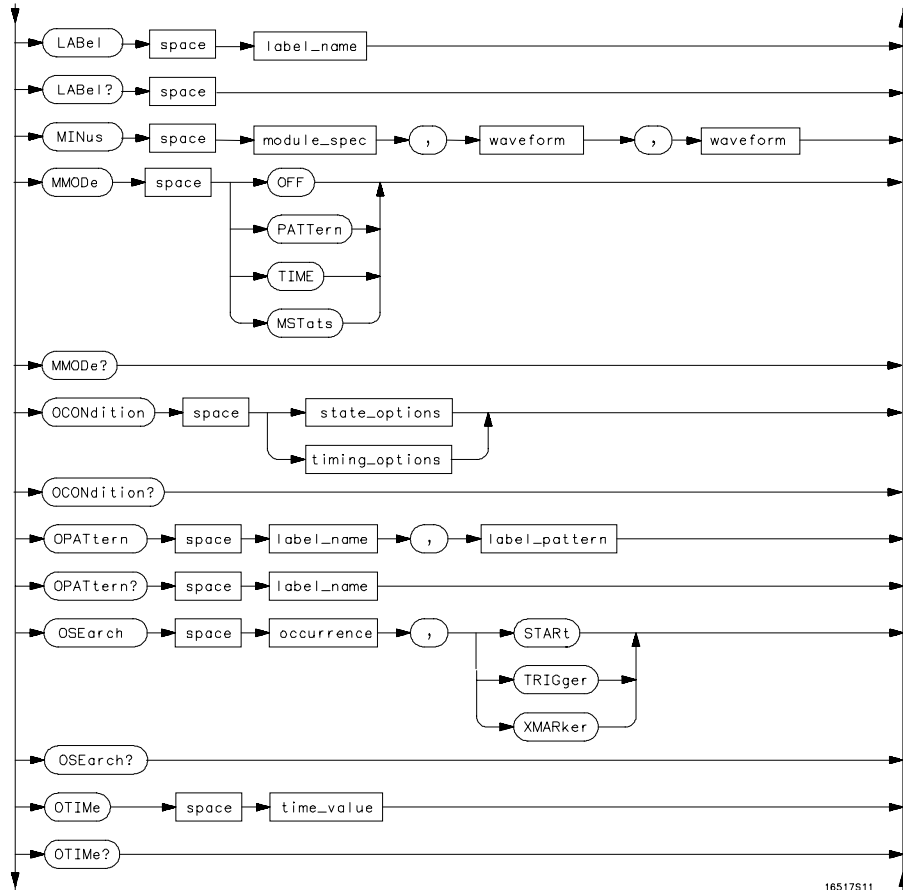 LABel space label_name
LABel? space
MINus space module_spec , waveform , waveform
MMODe space OFF
PATTern
TIME
MSTats
MMODe?
OCONdition space state_options
timing_options
OCONdition?
OPATtern space label_name , label_pattern
OPATtern? space label_name
OSEarch space occurrence , STARt
TRIGger
XMARker
OSEarch?
OTIMe space time_value
OTIMe?
16517S11